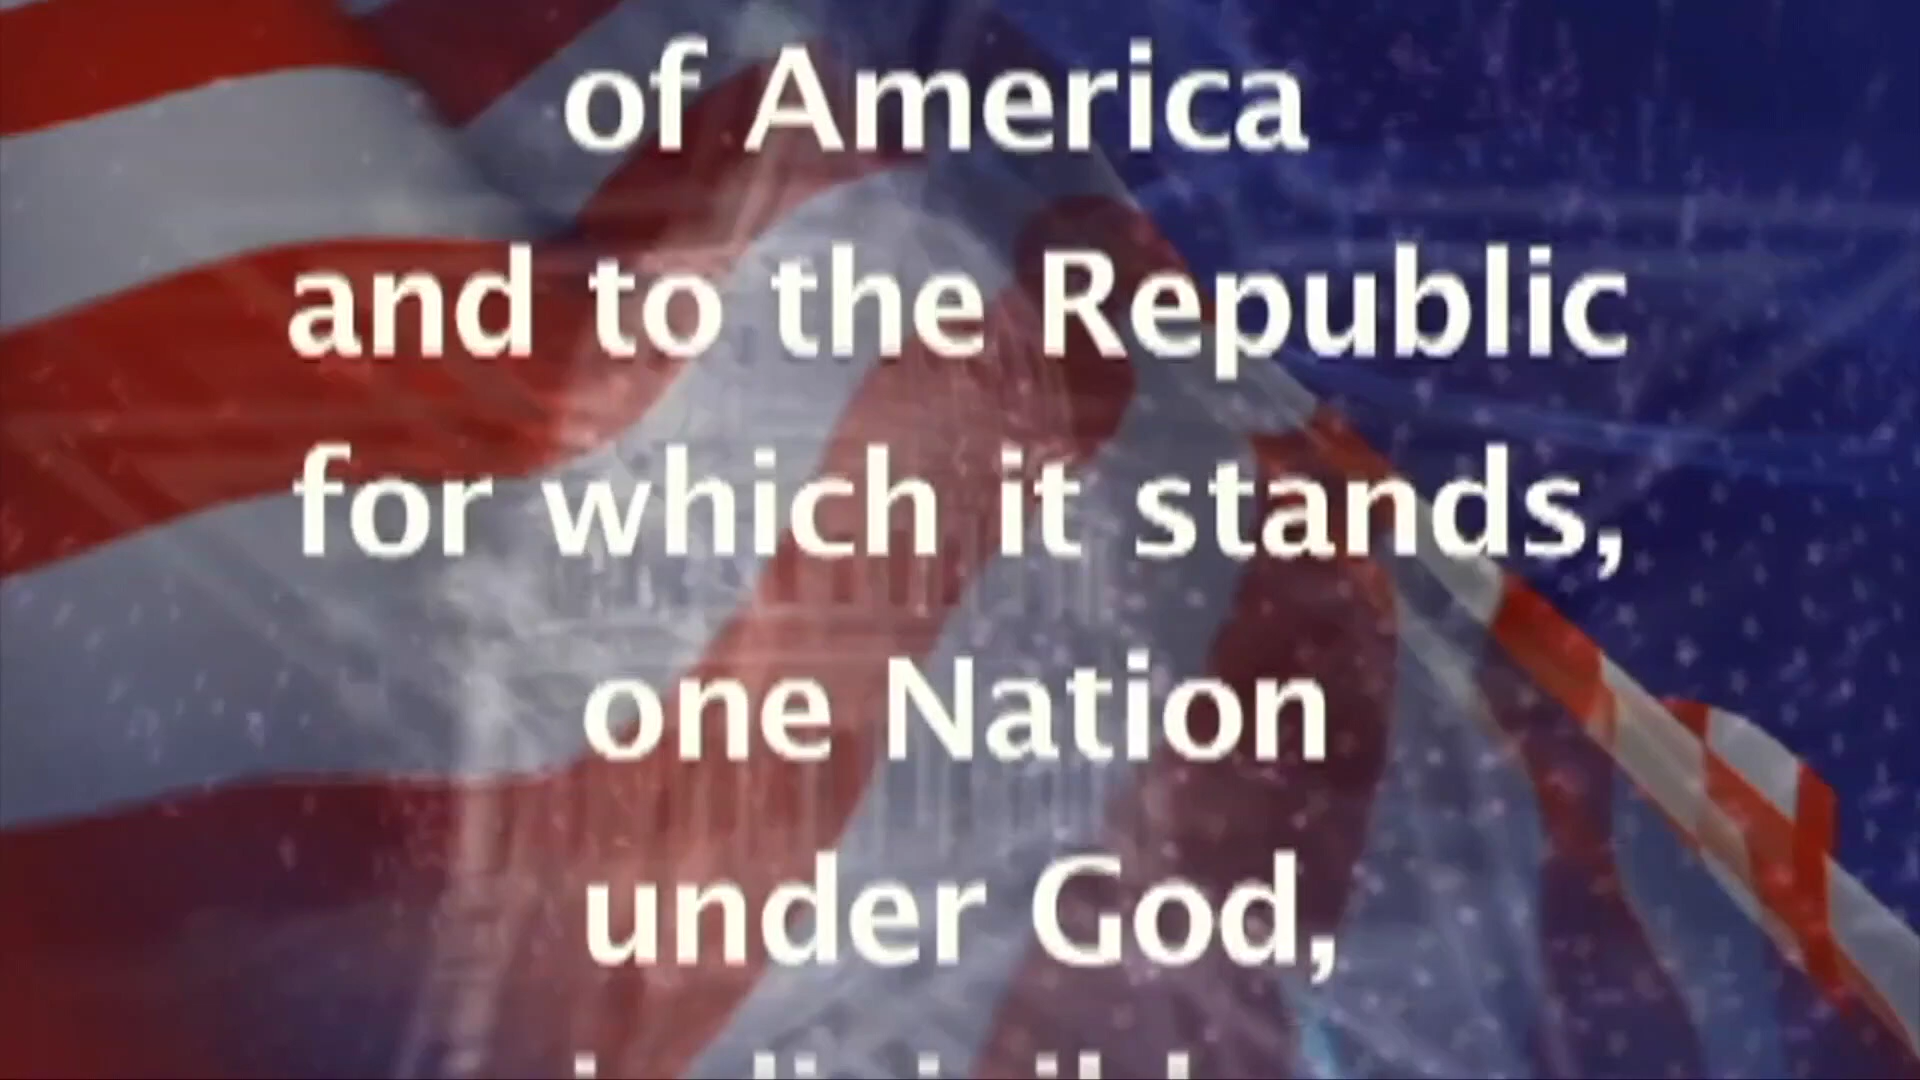 of America
and to the Republic
for which it stands,
one Nation
under God,